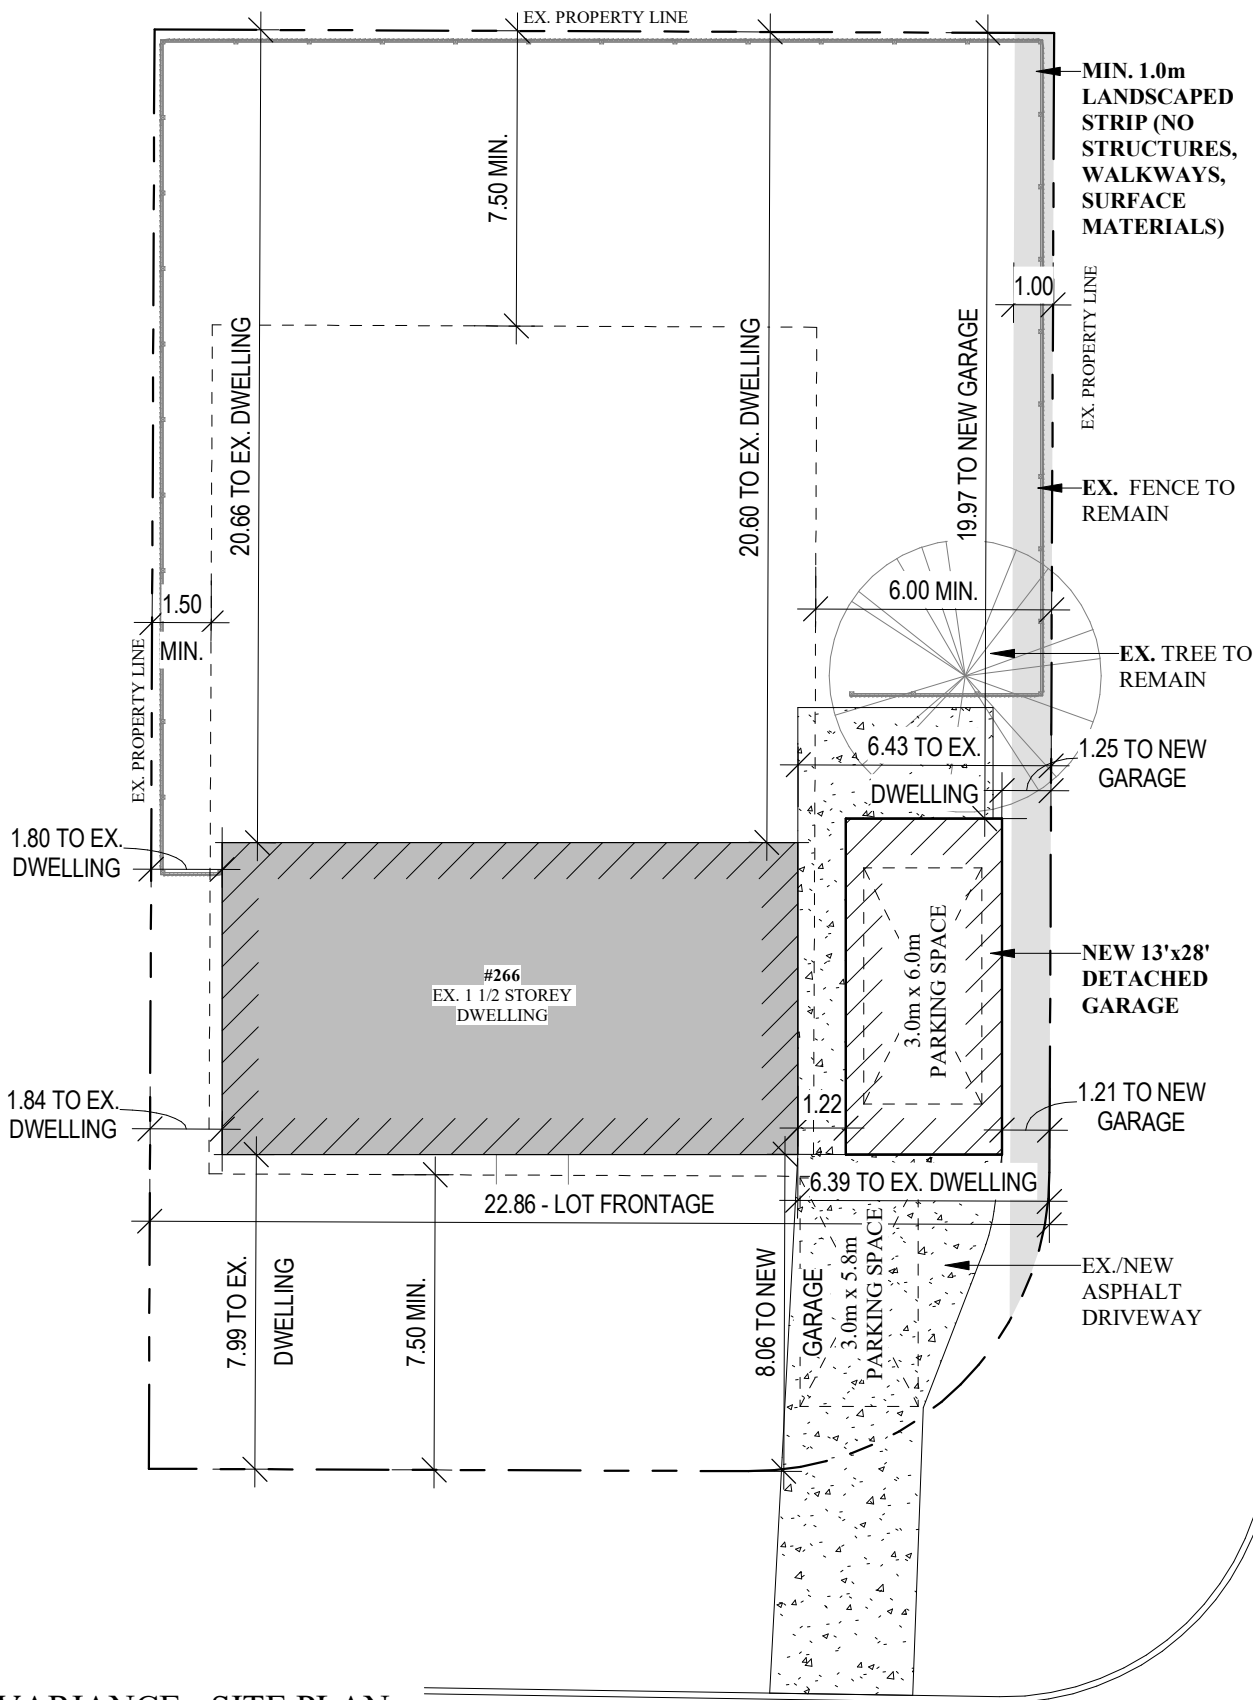 EX. PROPERTY LINE
MIN. 1.0m
LANDSCAPED
STRIP (NO
STRUCTURES,
WALKWAYS,
SURFACE
MATERIALS)
7.50 MIN.
1.00
EX. PROPERTY LINE
20.66 TO EX. DWELLING
20.60 TO EX. DWELLING
19.97 TO NEW GARAGE
EX. FENCE TO
REMAIN
6.00 MIN.
1.50
MIN.
EX. PROPERTY LINE
EX. TREE TO
REMAIN
6.43 TO EX.
DWELLING
1.25 TO NEW
GARAGE
1.80 TO EX.
DWELLING
#266
EX. 1 1/2 STOREY
DWELLING
3.0m x 6.0m
PARKING SPACE
NEW 13'x28'
DETACHED
GARAGE
1.84 TO EX.
DWELLING
1.22
1.21 TO NEW
GARAGE
6.39 TO EX. DWELLING
22.86 - LOT FRONTAGE
7.99 TO EX.
DWELLING
7.50 MIN.
8.06 TO NEW
GARAGE
3.0m x 5.8m
PARKING SPACE
EX./NEW
ASPHALT
DRIVEWAY
VARIANCE - SITE PLAN